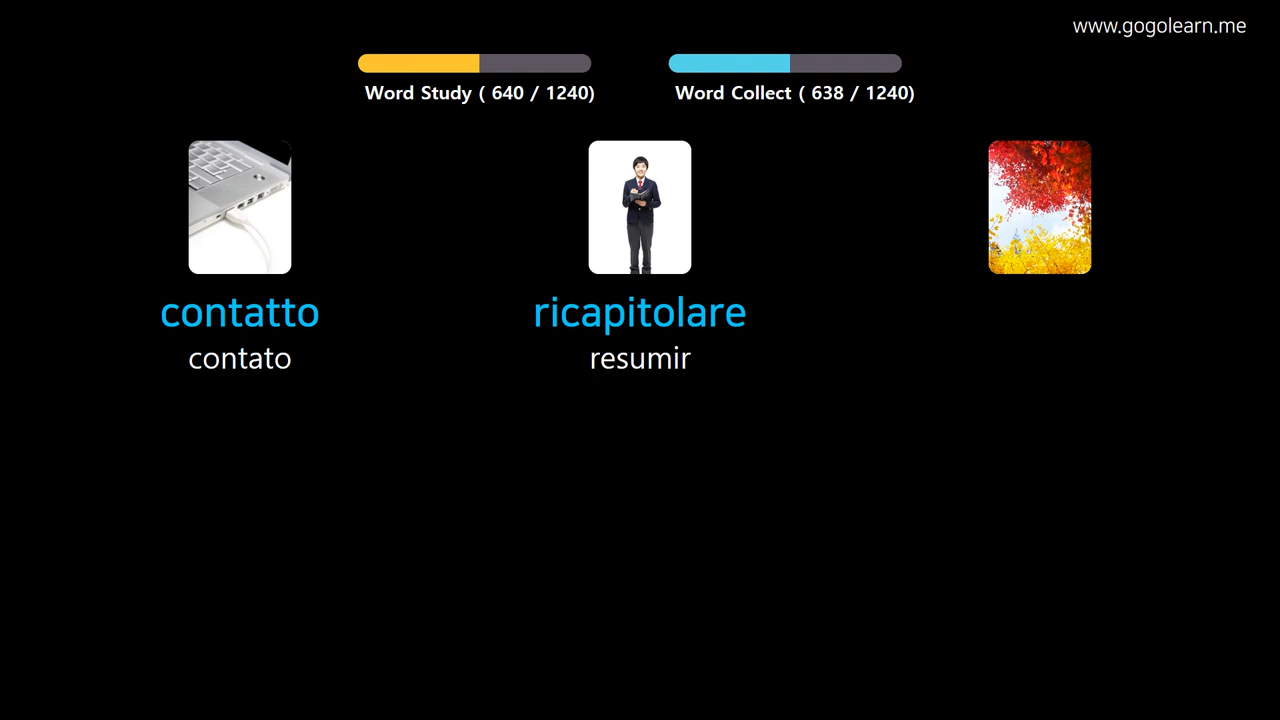 www.gogolearn.me
Word Study ( 640 / 1240)
Word Collect ( 638 / 1240)
contatto
contato
ricapitolare
resumir